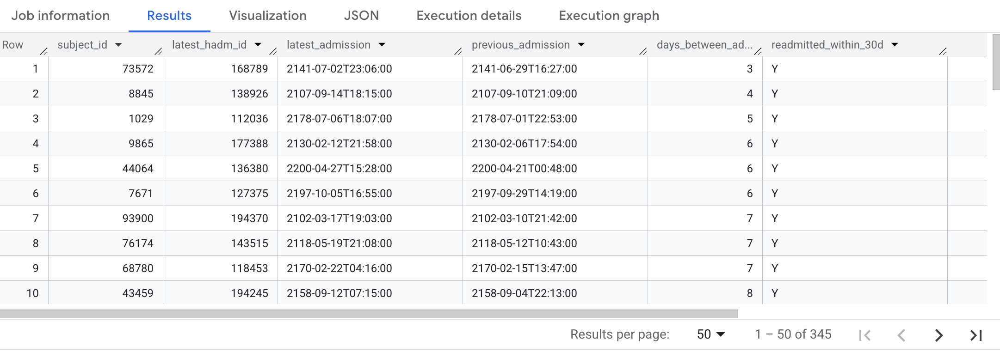 Job information Results Visualization JSON Execution details Execution graph
Row subject_id latest_hadm_id latest_admission previous_admission days_between_ad... readmitted_within_30d
1 73572 168789 2141-07-02T23:06:00 2141-06-29T16:27:00 3 Y
2 8845 138926 2107-09-14T18:15:00 2107-09-10T21:09:00 4 Y
3 1029 112036 2178-07-06T18:07:00 2178-07-01T22:53:00 5 Y
4 9865 177388 2130-02-12T21:58:00 2130-02-06T17:54:00 6 Y
5 44064 136380 2200-04-27T15:28:00 2200-04-21T00:48:00 6 Y
6 7671 127375 2197-10-05T16:55:00 2197-09-29T14:19:00 6 Y
7 93900 194370 2102-03-17T19:03:00 2102-03-10T21:42:00 7 Y
8 76174 143515 2118-05-19T21:08:00 2118-05-12T10:43:00 7 Y
9 68780 118453 2170-02-22T04:16:00 2170-02-15T13:47:00 7 Y
10 43459 194245 2158-09-12T07:15:00 2158-09-04T22:13:00 8 Y
Results per page: 50 1 – 50 of 345